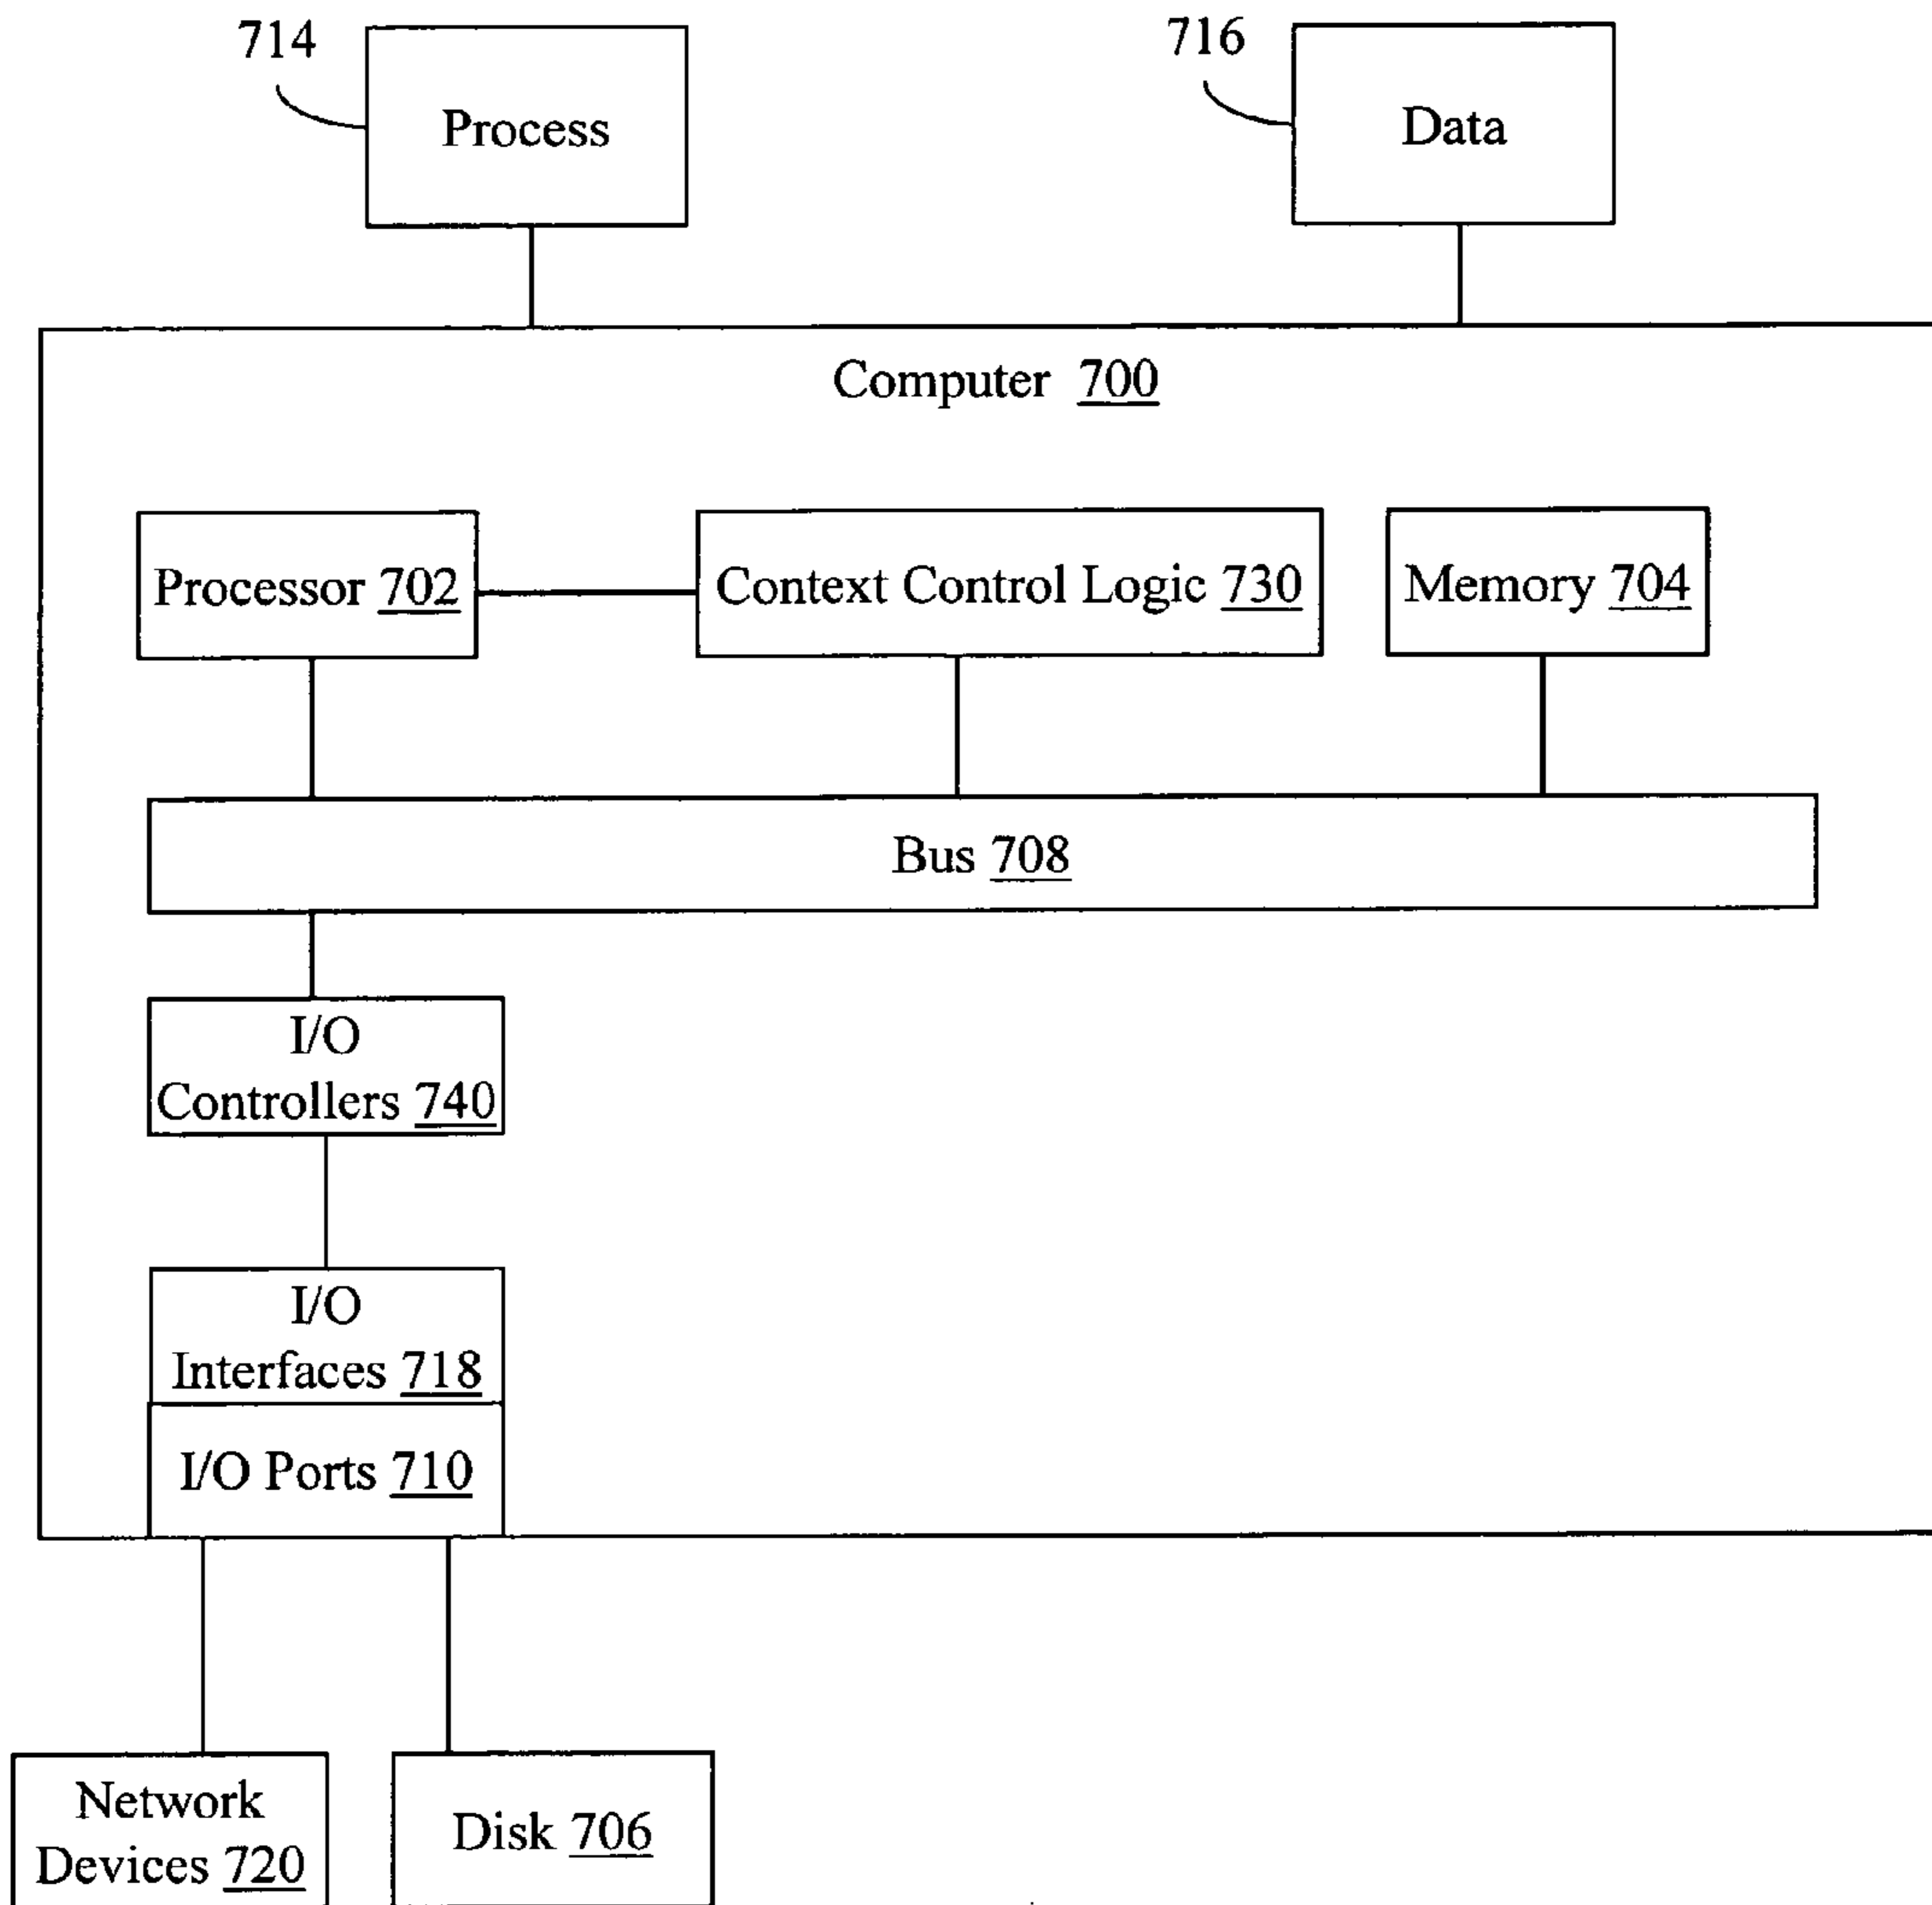 714
Process
716
Data
Computer 700
Processor 702
Context Control Logic 730
Memory 704
Bus 708
I/O
Controllers 740
I/O
Interfaces 718
I/O Ports 710
Network
Devices 720
Disk 706